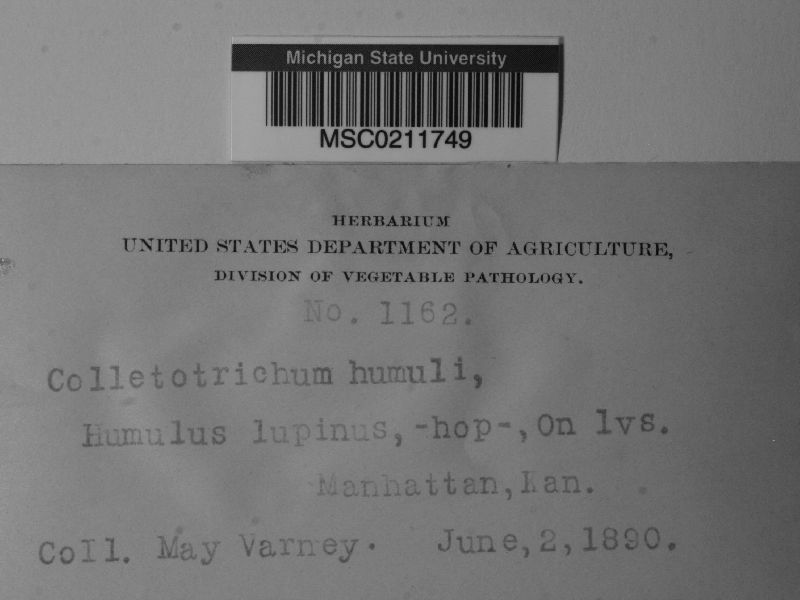 Michigan State University
MSC0211749
HERBARIUM
UNITED STATES DEPARTMENT OF AGRICULTURE,
DIVISION OF VEGETABLE PATHOLOGY.
No. 1162.
Colletotrichum humuli,
Humulus lupinus, -hop-, On lvs.
Manhattan, Kan.
Coll. May Varney. June, 2, 1890.